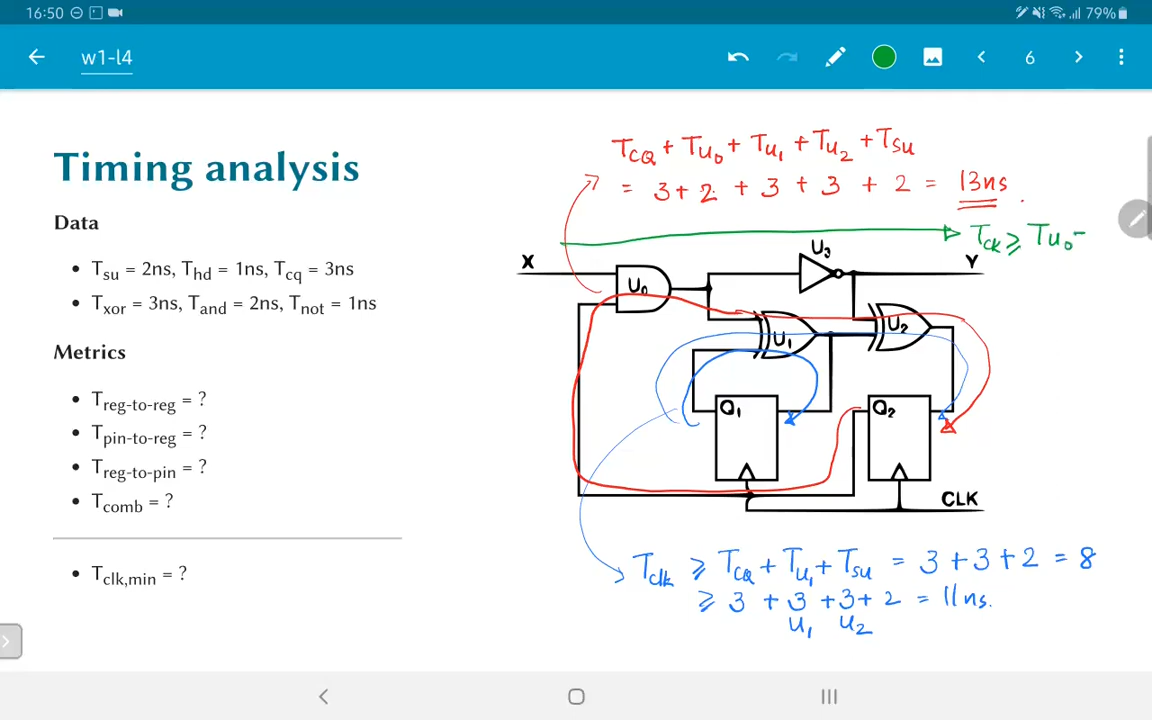 16:50
79%
w1-l4
6
Timing analysis
Data
• Tsu = 2ns, Thd = 1ns, Tcq = 3ns
• Txor = 3ns, Tand = 2ns, Tnot = 1ns
Metrics
• Treg-to-reg = ?
• Tpin-to-reg = ?
• Treg-to-pin = ?
• Tcomb = ?
• Tclk,min = ?
TCQ + TU0 + TU1 + TU2 + TSU
= 3 + 2 + 3 + 3 + 2 = 13ns.
TCK ≥ TU0 -
X
U3
Y
U0
U1
U2
Q1
Q2
CLK
Tclk ≥ TCQ + TU1 + TSU = 3 + 3 + 2 = 8
≥ 3 + 3 + 3 + 2 = 11ns.
U1 U2